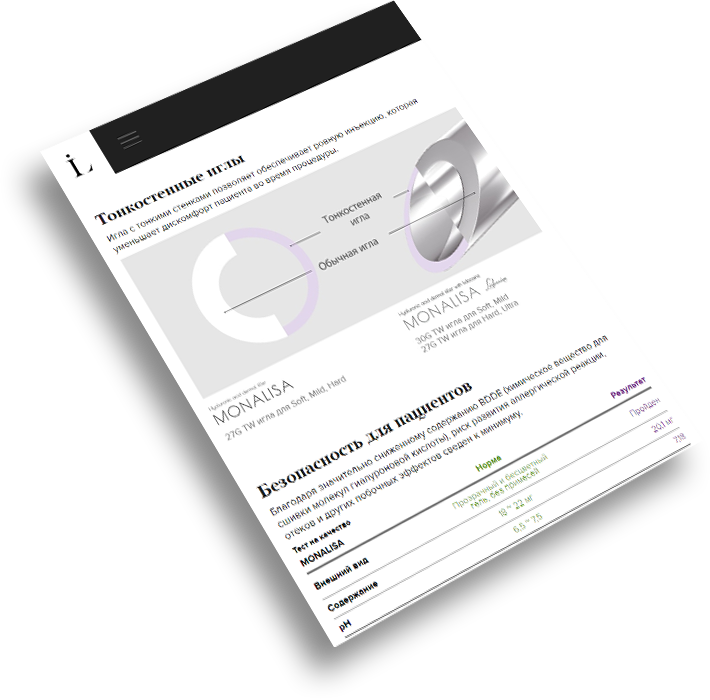 iL
Тонкостенные иглы
Игла с тонкими стенками позволяет обеспечивает ровную инъекцию, которая
уменьшает дискомфорт пациента во время процедуры.
Тонкостенная
игла
Обычная игла
Hyaluronic acid dermal filler
MONALISA
27G TW игла для Soft, Mild, Hard
Hyaluronic acid dermal filler with lidocaine
MONALISA Lidocaine
30G TW игла для Soft, Mild
27G TW игла для Hard, Ultra
Безопасность для пациентов
Благодаря значительно сниженному содержанию BDDE (химическое вещество для
сшивки молекул гиалуроновой кислоты), риск развития аллергической реакции,
отеков и других побочных эффектов сведен к минимуму.
Тест на качество
MONALISA
Норма
Результат
Внешний вид
Прозрачный и бесцветный
гель, без примесей
Пройден
Содержание
18 ~ 22 мг
20,1 мг
pH
6,5 ~ 7,5
7,18